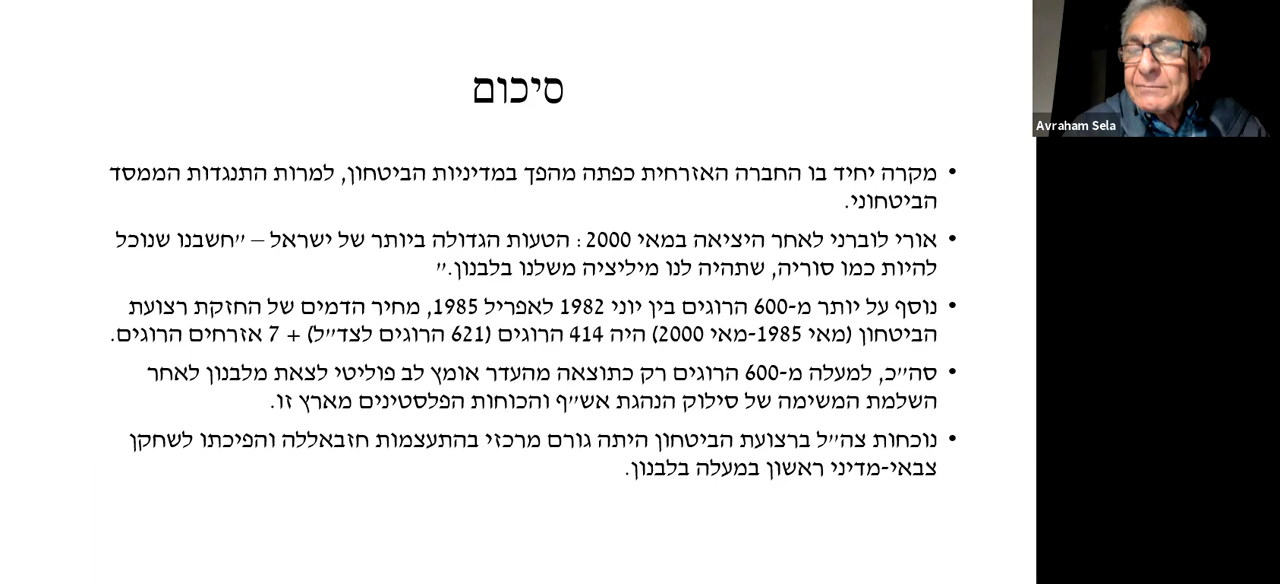 סיכום
• מקרה יחיד בו החברה האזרחית כפתה מהפך במדיניות הביטחון, למרות התנגדות הממסד
הביטחוני.
• אורי לוברני לאחר היציאה במאי 2000: הטעות הגדולה ביותר של ישראל – "חשבנו שנוכל
להיות כמו סוריה, שתהיה לנו מיליציה משלנו בלבנון."
• נוסף על יותר מ-600 הרוגים בין יוני 1982 לאפריל 1985, מחיר הדמים של החזקת רצועת
הביטחון (מאי 1985-מאי 2000) היה 414 הרוגים (621 הרוגים לצד"ל) + 7 אזרחים הרוגים.
• סה"כ, למעלה מ-600 הרוגים רק כתוצאה מהעדר אומץ לב פוליטי לצאת מלבנון לאחר
השלמת המשימה של סילוק הנהגת אש"ף והכוחות הפלסטינים מארץ זו.
• נוכחות צה"ל ברצועת הביטחון היתה גורם מרכזי בהתעצמות חזבאללה והפיכתו לשחקן
צבאי-מדיני ראשון במעלה בלבנון.
Avraham Sela